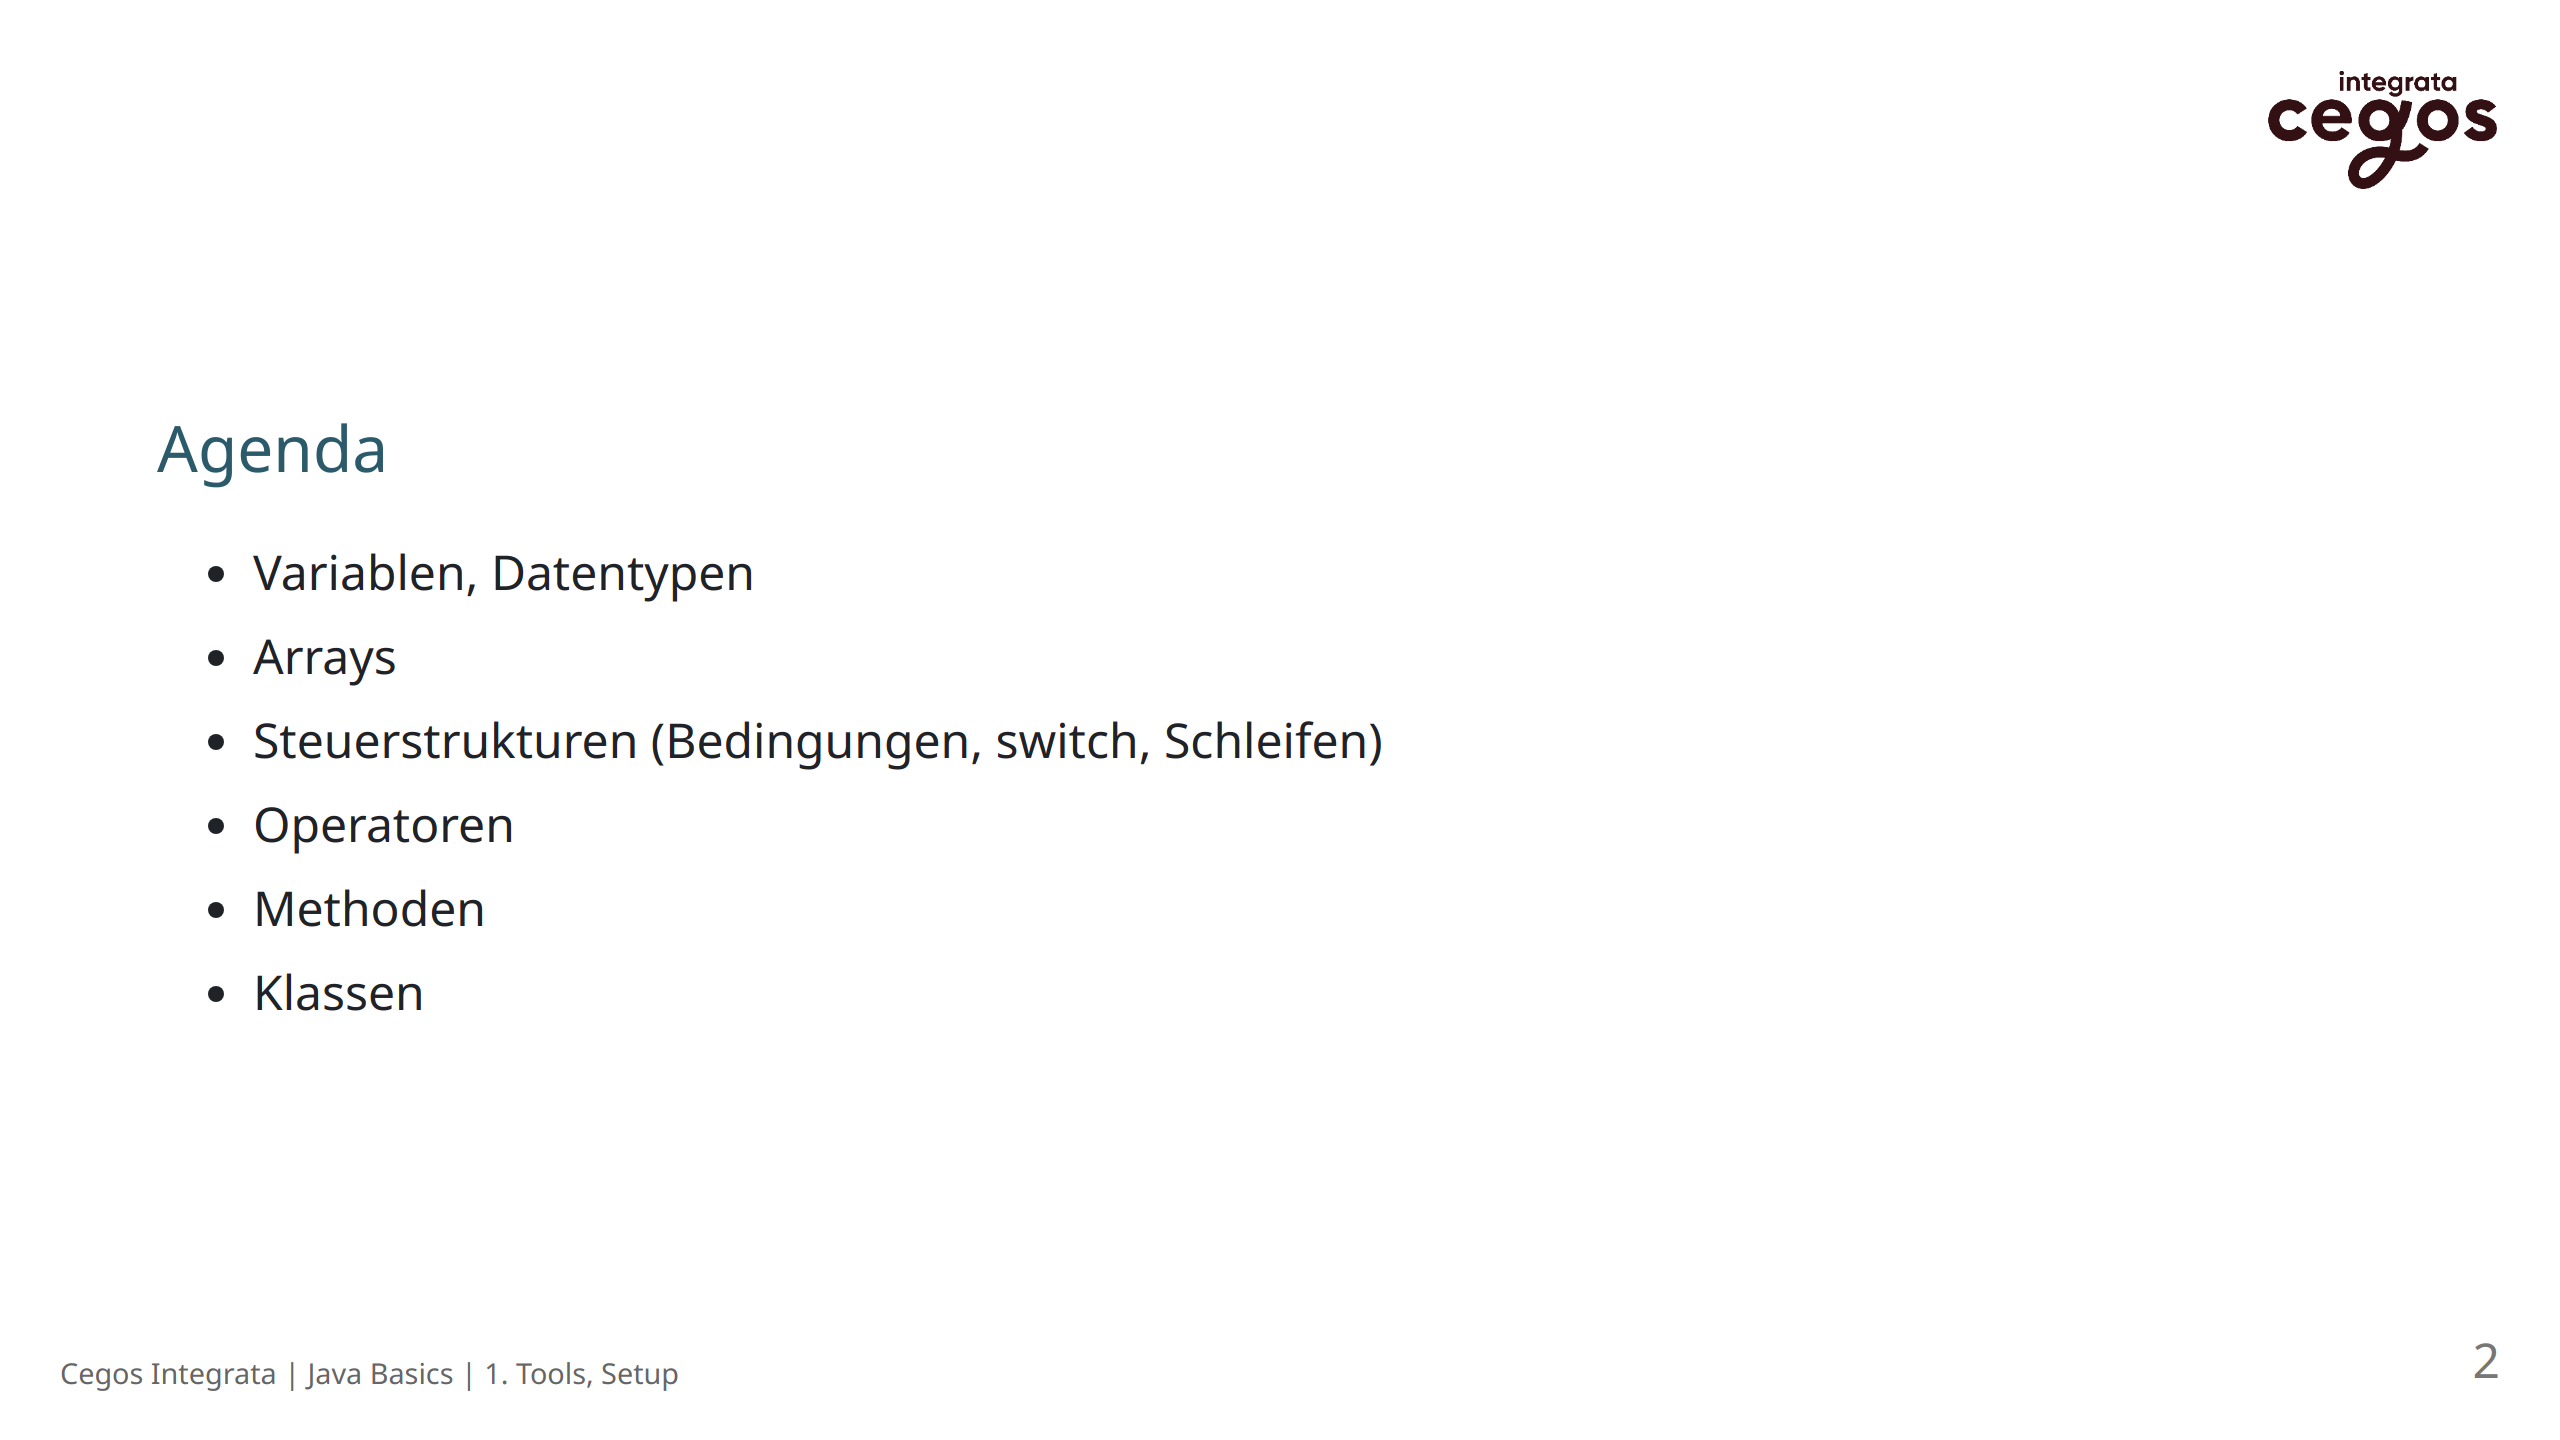 integrata
cegos
Agenda
• Variablen, Datentypen
• Arrays
• Steuerstrukturen (Bedingungen, switch, Schleifen)
• Operatoren
• Methoden
• Klassen
Cegos Integrata | Java Basics | 1. Tools, Setup
2